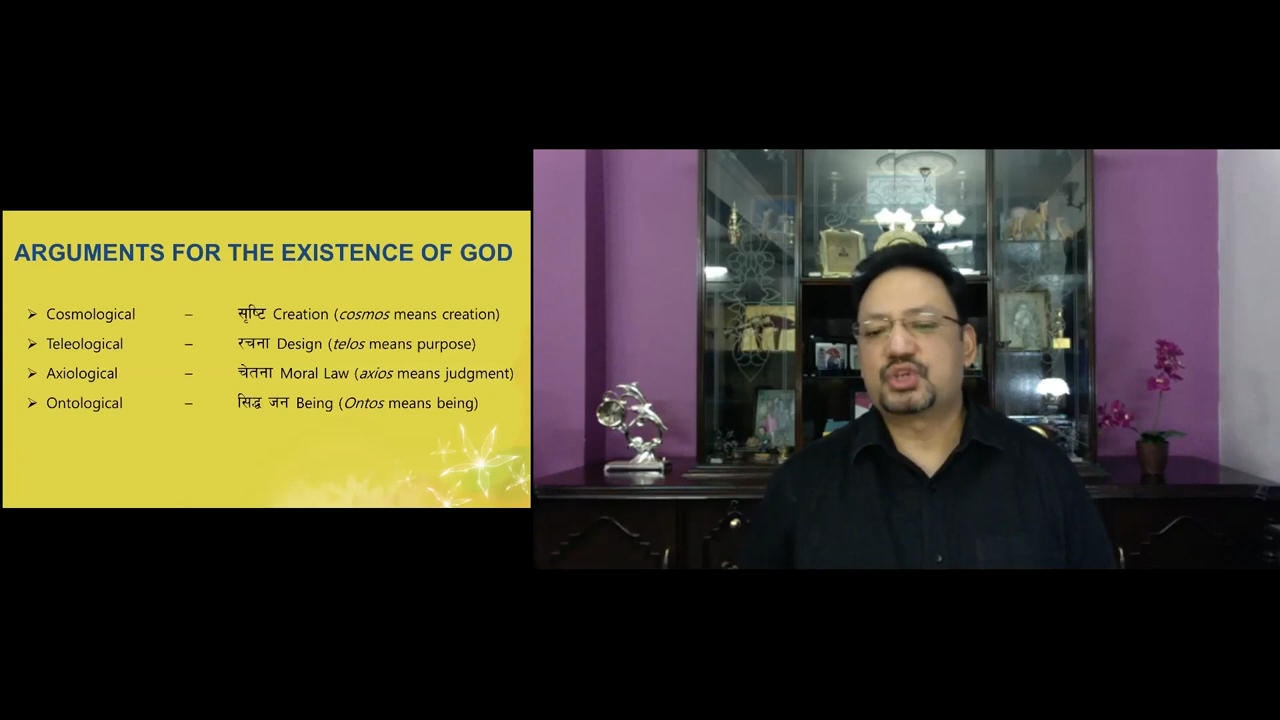 ARGUMENTS FOR THE EXISTENCE OF GOD
➢ Cosmological – सृष्टि Creation (cosmos means creation)
➢ Teleological – रचना Design (telos means purpose)
➢ Axiological – चेतना Moral Law (axios means judgment)
➢ Ontological – सिद्ध जन Being (Ontos means being)